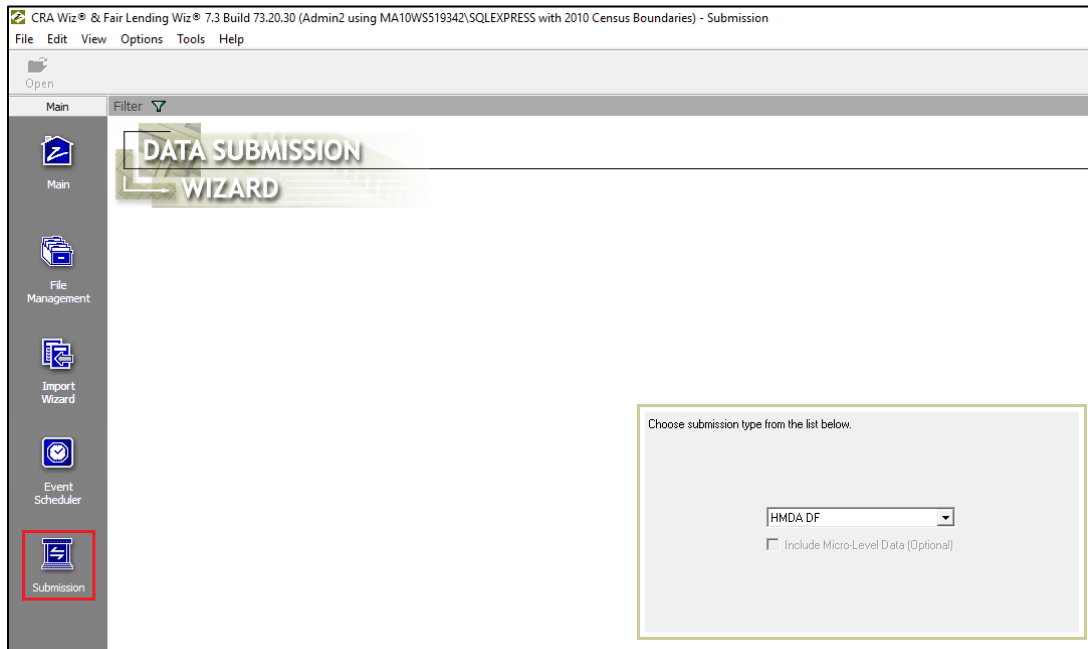 CRA Wiz® & Fair Lending Wiz® 7.3 Build 73.20.30 (Admin2 using MA10WS519342\SQLEXPRESS with 2010 Census Boundaries) - Submission
File Edit View Options Tools Help
Open
Main
Filter
DATA SUBMISSION
WIZARD
Main
File
Management
Import
Wizard
Event
Scheduler
Submission
Choose submission type from the list below.
HMDA DF
Include Micro-Level Data (Optional)